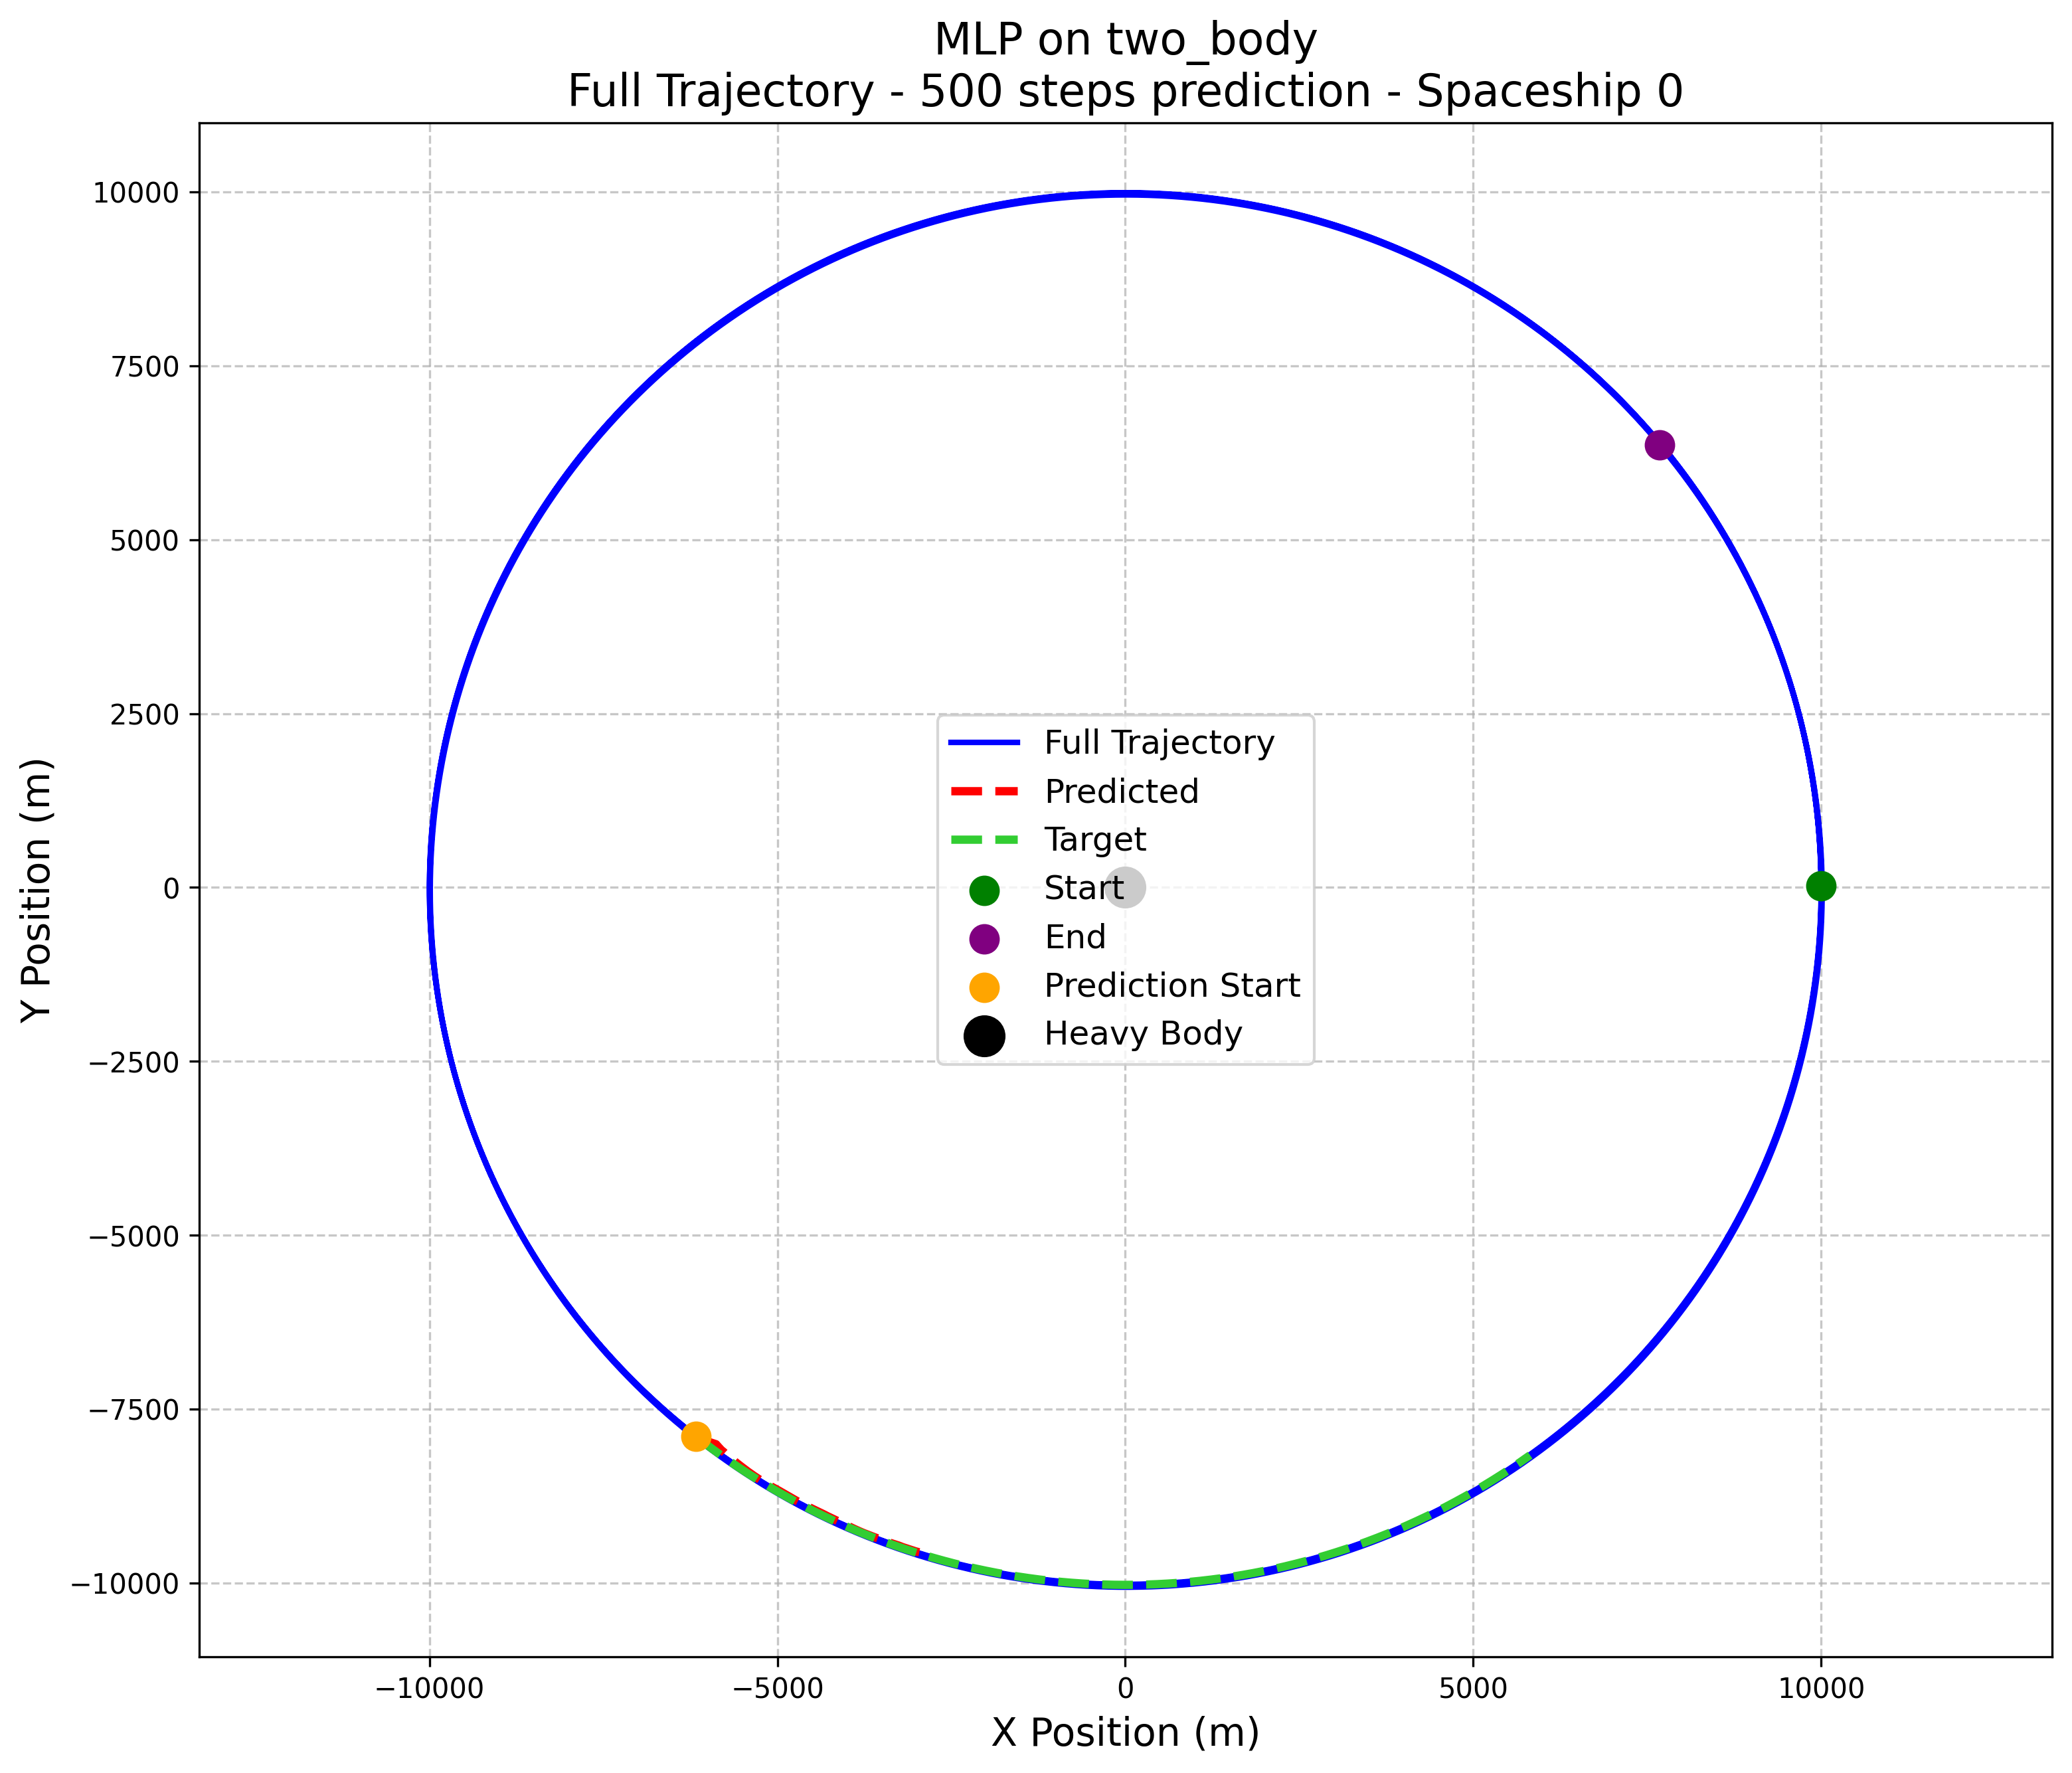 MLP on two_body
Full Trajectory - 500 steps prediction - Spaceship 0
10000
7500
5000
2500
0
−2500
−5000
−7500
−10000
Y Position (m)
Full Trajectory
Predicted
Target
Start
End
Prediction Start
Heavy Body
−10000
−5000
0
5000
10000
X Position (m)